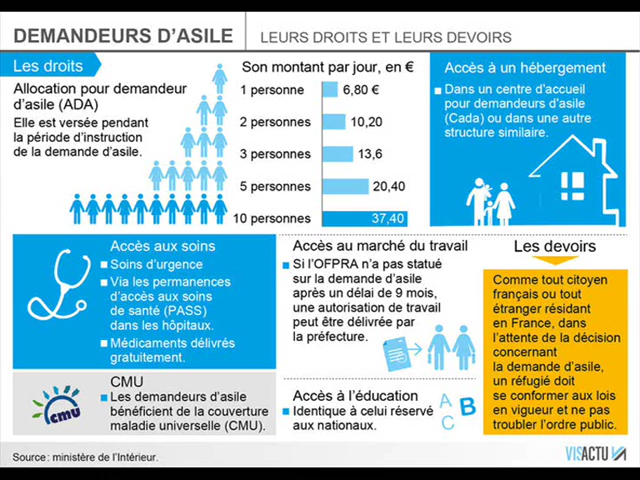 DEMANDEURS D'ASILE
LEURS DROITS ET LEURS DEVOIRS
Les droits
Allocation pour demandeur
d'asile (ADA)
Elle est versée pendant
la période d'instruction
de la demande d'asile.
Son montant par jour, en €
1 personne 6,80 €
2 personnes 10,20
3 personnes 13,6
5 personnes 20,40
10 personnes 37,40
Accès à un hébergement
Dans un centre d'accueil
pour demandeurs d'asile
(Cada) ou dans une autre
structure similaire.
Accès aux soins
Soins d'urgence
Via les permanences
d'accès aux soins
de santé (PASS)
dans les hôpitaux.
Médicaments délivrés
gratuitement.
cmu
CMU
Les demandeurs d'asile
bénéficient de la couverture
maladie universelle (CMU).
Accès au marché du travail
Si l'OFPRA n'a pas statué
sur la demande d'asile
après un délai de 9 mois,
une autorisation de travail
peut être délivrée par
la préfecture.
Accès à l'éducation
Identique à celui réservé
aux nationaux.
A
B
C
Les devoirs
Comme tout citoyen
français ou tout
étranger résidant
en France, dans
l'attente de la décision
concernant
la demande d'asile,
un réfugié doit
se conformer aux lois
en vigueur et ne pas
troubler l'ordre public.
Source : ministère de l'Intérieur.
VISACTU